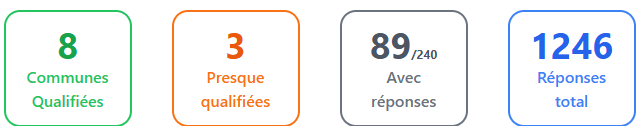 8
Communes
Qualifiées
3
Presque
qualifiées
89/240
Avec
réponses
1246
Réponses
total